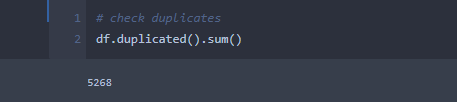 1 # check duplicates
2 df.duplicated().sum()
5268